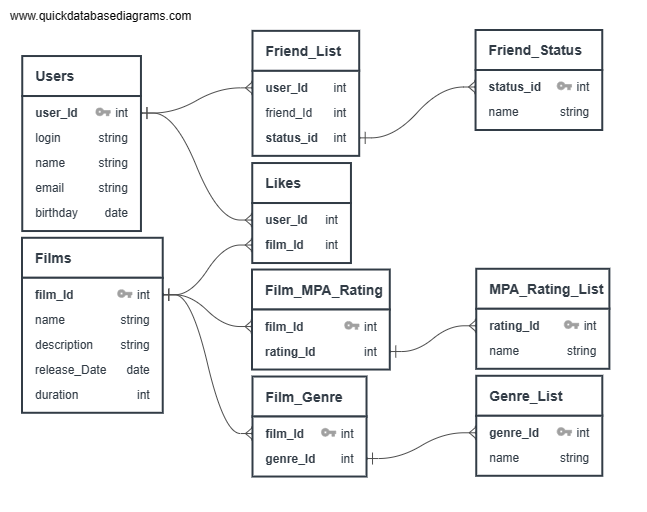 www.quickdatabasediagrams.com
Users
user_Id int
login string
name string
email string
birthday date
Films
film_Id int
name string
description string
release_Date date
duration int
Friend_List
user_Id int
friend_Id int
status_id int
Likes
user_Id int
film_Id int
Film_MPA_Rating
film_Id int
rating_Id int
Film_Genre
film_Id int
genre_Id int
Friend_Status
status_id int
name string
MPA_Rating_List
rating_Id int
name string
Genre_List
genre_Id int
name string